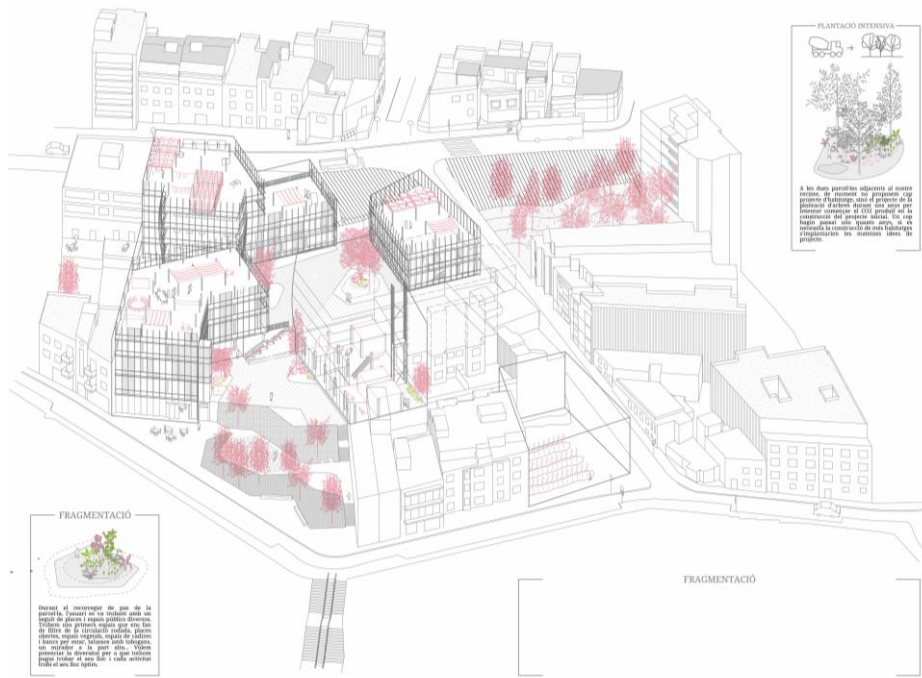 PLANTACIÓ INTENSIVA
A les dues parcel·les adjacents al nostre
recinte, de moment no proposem cap
projecte d'habitatge, sinó el projecte de la
plantació d'arbres durant uns anys per
intentar començar el CO2 produït en la
construcció del projecte inicial. Un cop
hagin passat uns quants anys, si es
necessita la construcció de més habitatges
s'implantarien les mateixes idees de
projecte.
FRAGMENTACIÓ
Durant el recorregut de pas de la
parcel·la, l'usuari es va trobant amb un
seguit de places i espais públics diversos.
Trobem uns primers espais que ens fan
de filtre de la circulació rodada, places
obertes, espais vegetals, espais de cadires
i bancs per estar, talussos amb tobogans,
un mirador a la part alta... Volem
potenciar la diversitat per a que tothom
pugui trobar el seu lloc i cada activitat
trobi el seu lloc òptim.
FRAGMENTACIÓ